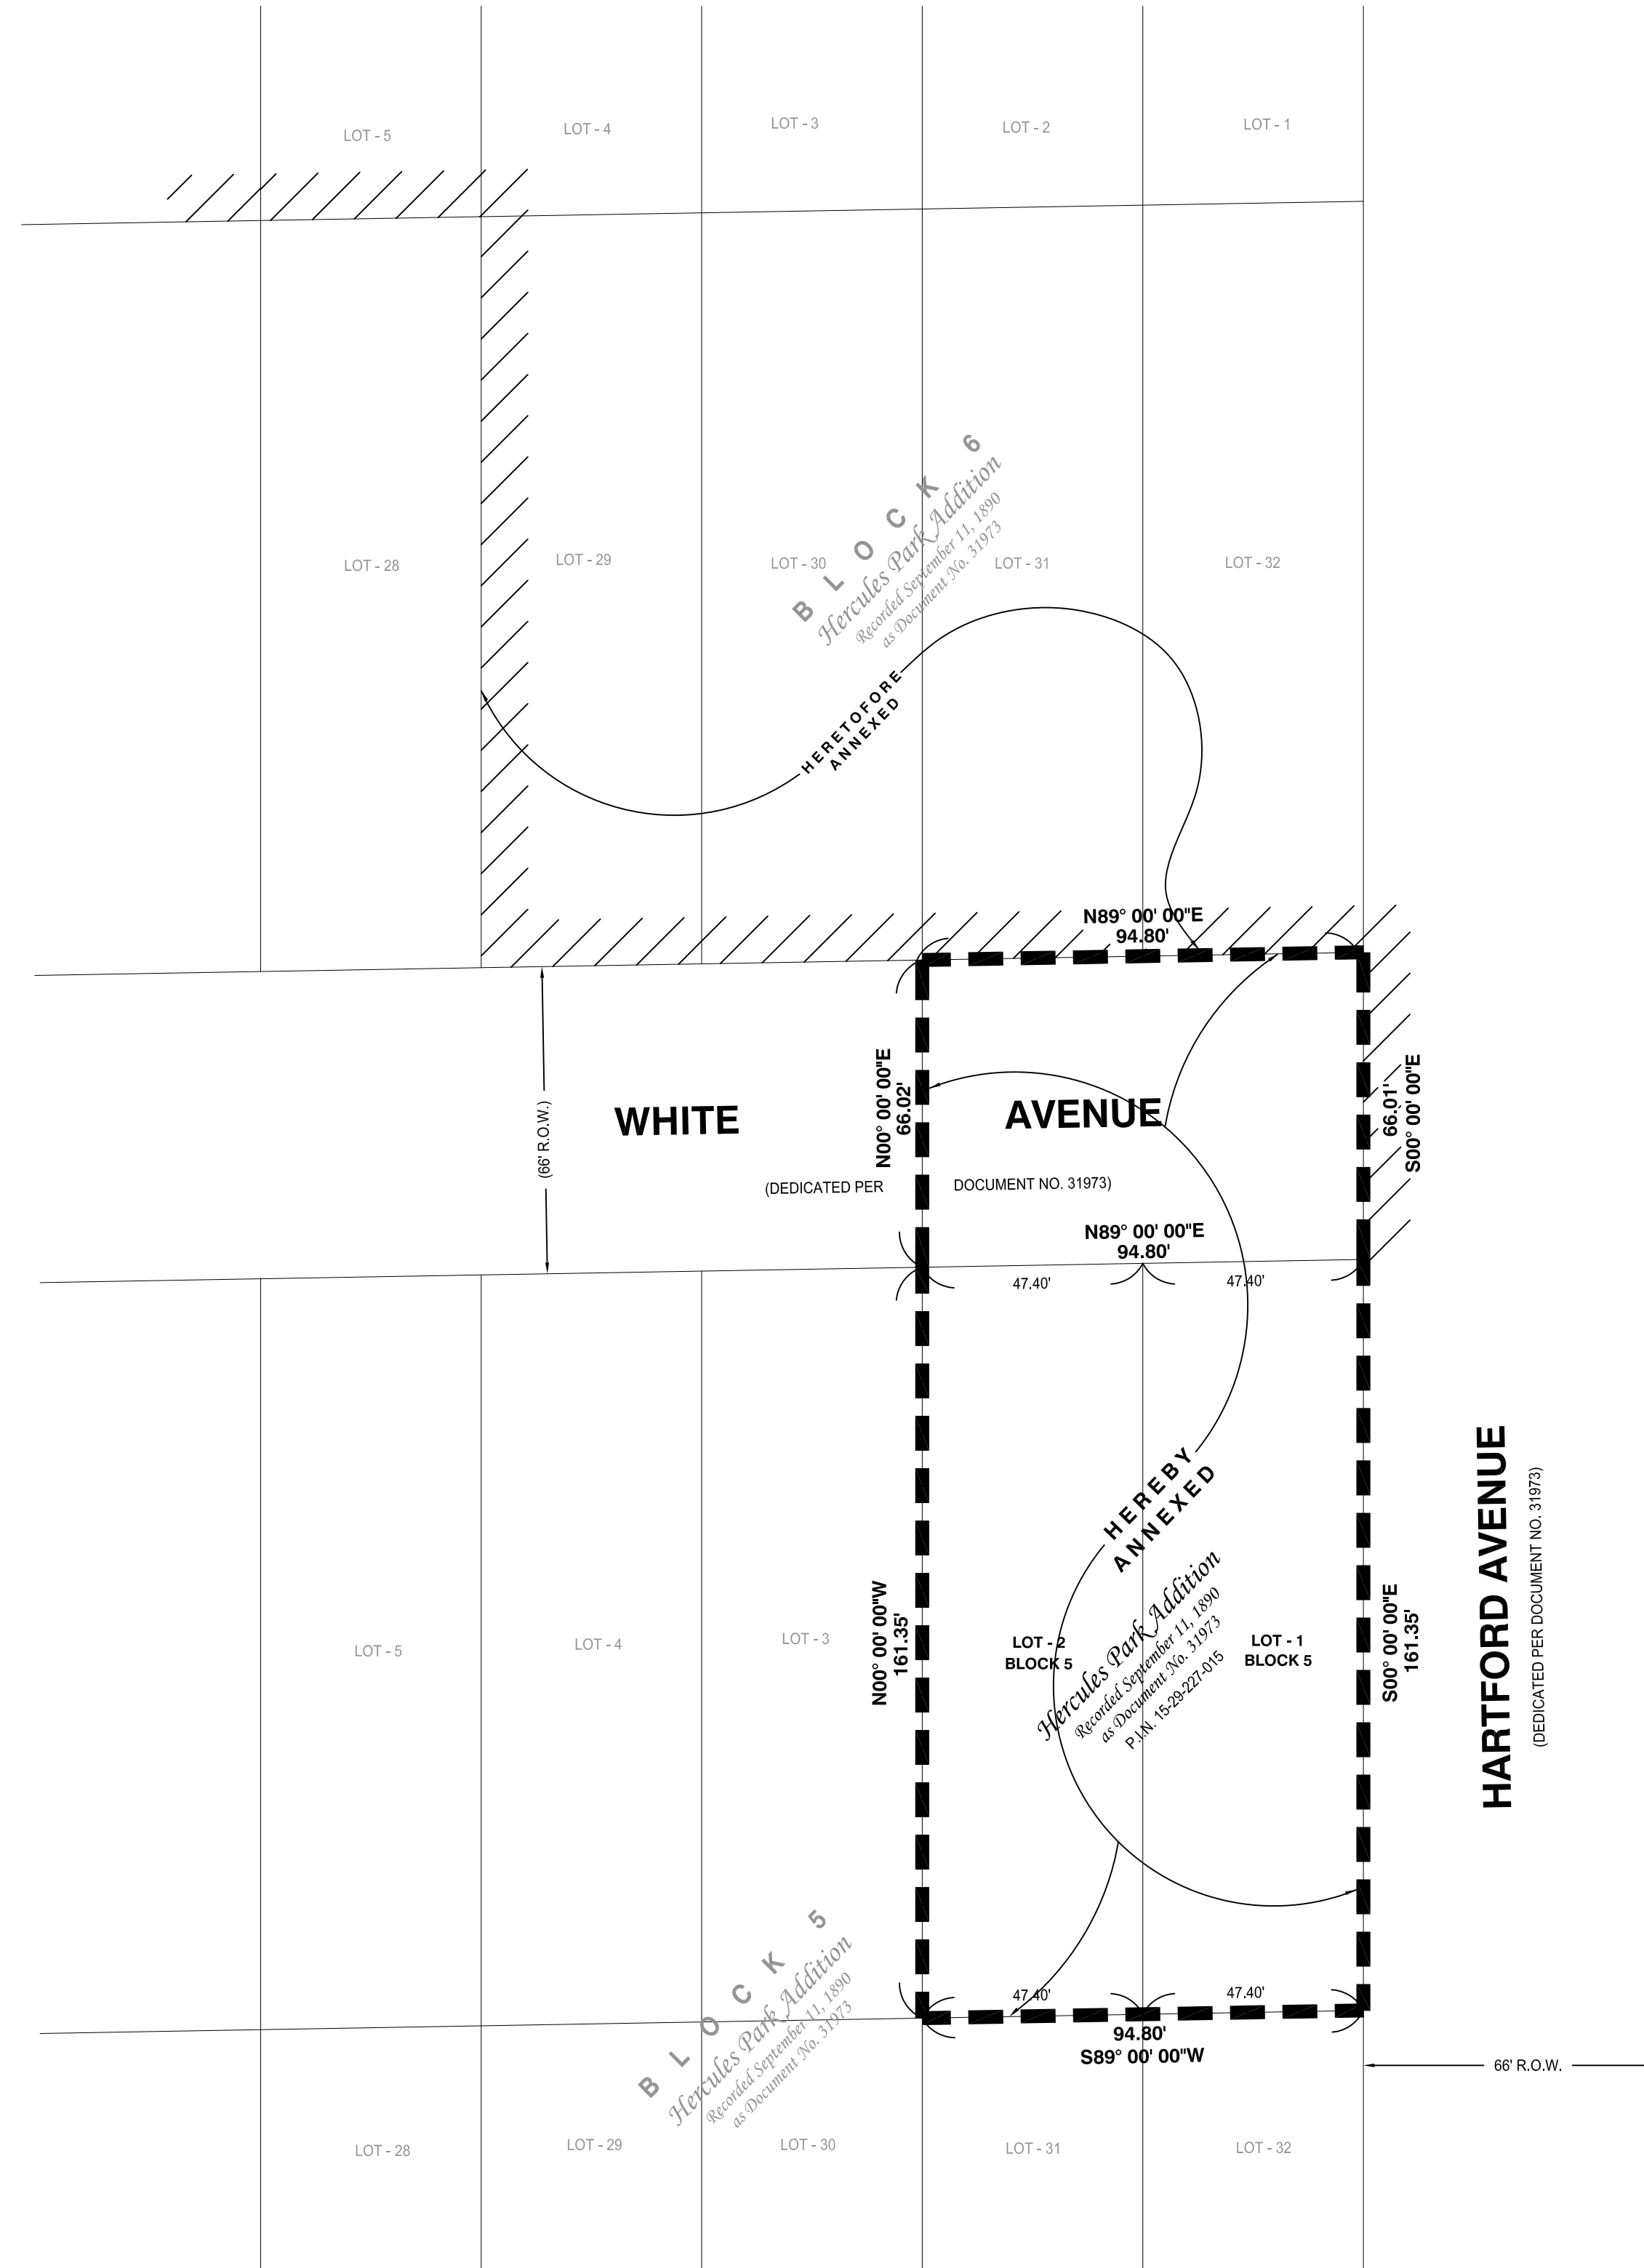 LOT - 5
LOT - 4
LOT - 3
LOT - 2
LOT - 1
BLOCK 6
Hercules Park Addition
Recorded September 11, 1890
as Document No. 31973
LOT - 28
LOT - 29
LOT - 30
LOT - 31
LOT - 32
HERETOFORE
ANNEXED
N89° 00' 00"E
94.80'
(66' R.O.W.)
WHITE AVENUE
N00° 00' 00"E
66.02'
66.01'
S00° 00' 00"E
(DEDICATED PER DOCUMENT NO. 31973)
N89° 00' 00"E
94.80'
47.40'
47.40'
HEREBY
ANNEXED
Hercules Park Addition
Recorded September 11, 1890
as Document No. 31973
P.I.N. 15-29-227-015
LOT - 5
LOT - 4
LOT - 3
N00° 00' 00"W
161.35'
LOT - 2
BLOCK 5
LOT - 1
BLOCK 5
S00° 00' 00"E
161.35'
HARTFORD AVENUE
(DEDICATED PER DOCUMENT NO. 31973)
BLOCK 5
Hercules Park Addition
Recorded September 11, 1890
as Document No. 31973
47.40'
47.40'
94.80'
S89° 00' 00"W
66' R.O.W.
LOT - 28
LOT - 29
LOT - 30
LOT - 31
LOT - 32